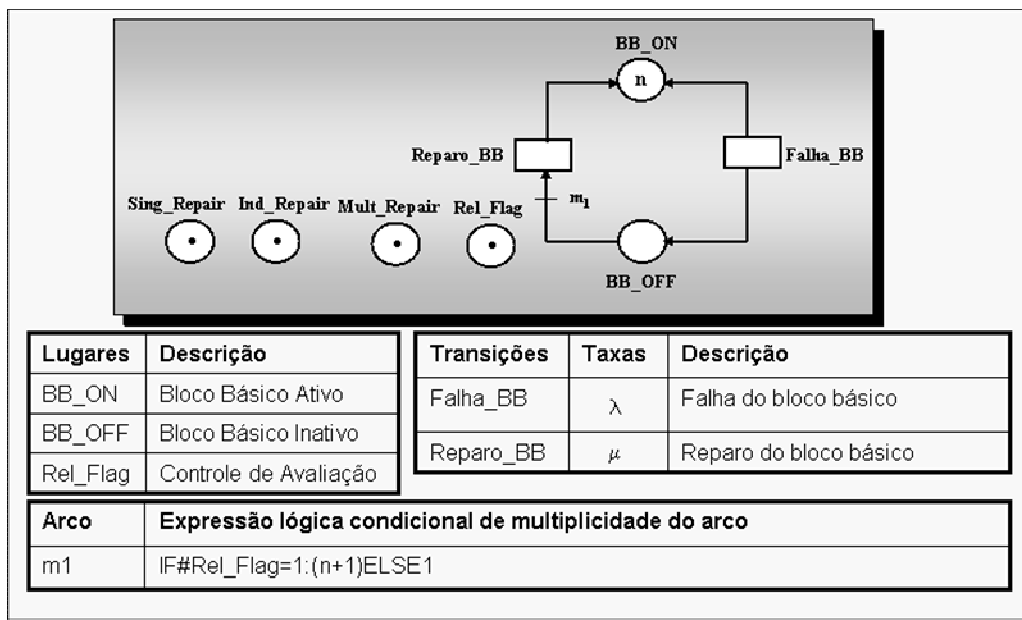 BB_ON
n
Reparo_BB
Falha_BB
Sing_Repair Ind_Repair Mult_Repair Rel_Flag
m1
BB_OFF
Lugares Descrição
BB_ON Bloco Básico Ativo
BB_OFF Bloco Básico Inativo
Rel_Flag Controle de Avaliação
Transições Taxas Descrição
Falha_BB λ Falha do bloco básico
Reparo_BB μ Reparo do bloco básico
Arco Expressão lógica condicional de multiplicidade do arco
m1 IF#Rel_Flag=1:(n+1)ELSE1